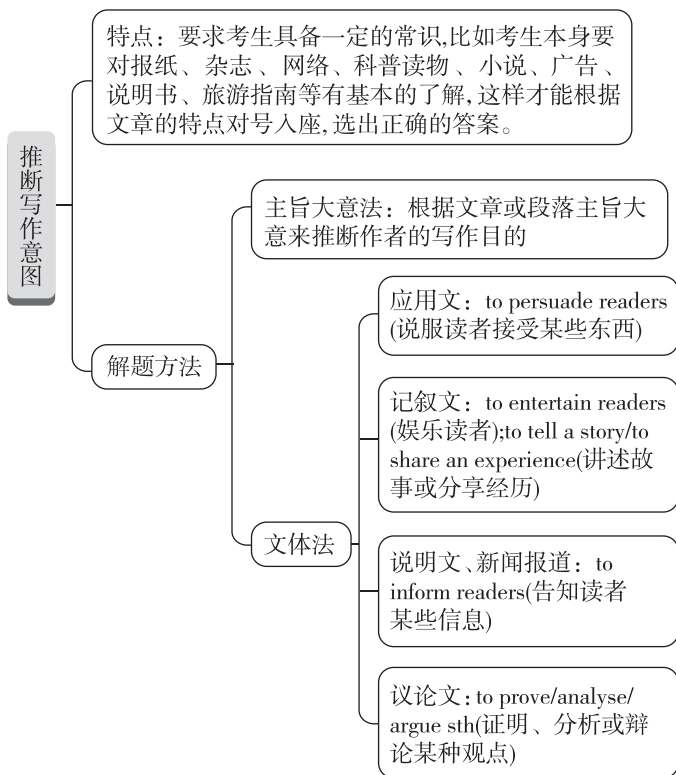 特点：要求考生具备一定的常识,比如考生本身要
对报纸、杂志、网络、科普读物、小说、广告、
说明书、旅游指南等有基本的了解,这样才能根据
文章的特点对号入座,选出正确的答案。
推断写作意图
主旨大意法：根据文章或段落主旨大
意来推断作者的写作目的
解题方法
应用文：to persuade readers
(说服读者接受某些东西)
记叙文：to entertain readers
(娱乐读者);to tell a story/to
share an experience(讲述故
事或分享经历)
文体法
说明文、新闻报道：to
inform readers(告知读者
某些信息)
议论文：to prove/analyse/
argue sth(证明、分析或辩
论某种观点)